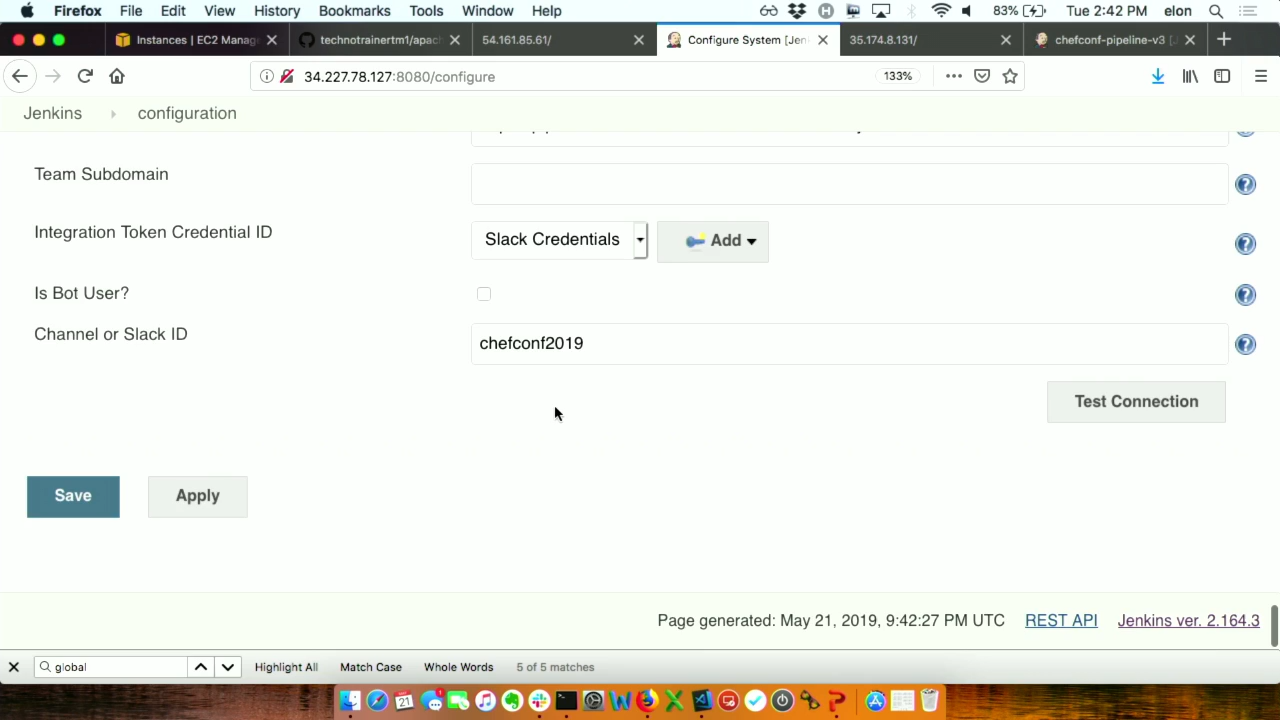 Firefox File Edit View History Bookmarks Tools Window Help 83% Tue 2:42 PM elon
Instances | EC2 Manag technotrainertm1/apac 54.161.85.61/ Configure System [Jen 35.174.8.131/ chefconf-pipeline-v3 [J
34.227.78.127:8080/configure 133%
Jenkins configuration
Team Subdomain
Integration Token Credential ID Slack Credentials Add
Is Bot User?
Channel or Slack ID chefconf2019
Test Connection
Save Apply
Page generated: May 21, 2019, 9:42:27 PM UTC REST API Jenkins ver. 2.164.3
global Highlight All Match Case Whole Words 5 of 5 matches
21